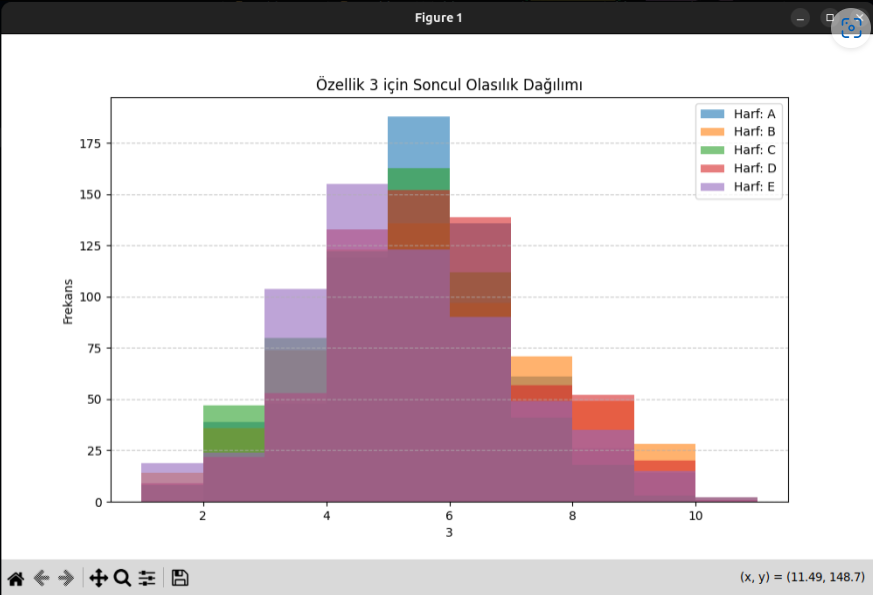 Figure 1
Özellik 3 için Soncul Olasılık Dağılımı
Harf: A
Harf: B
Harf: C
Harf: D
Harf: E
175
150
125
100
75
50
25
0
Frekans
2 4 6 8 10
3
(x, y) = (11.49, 148.7)